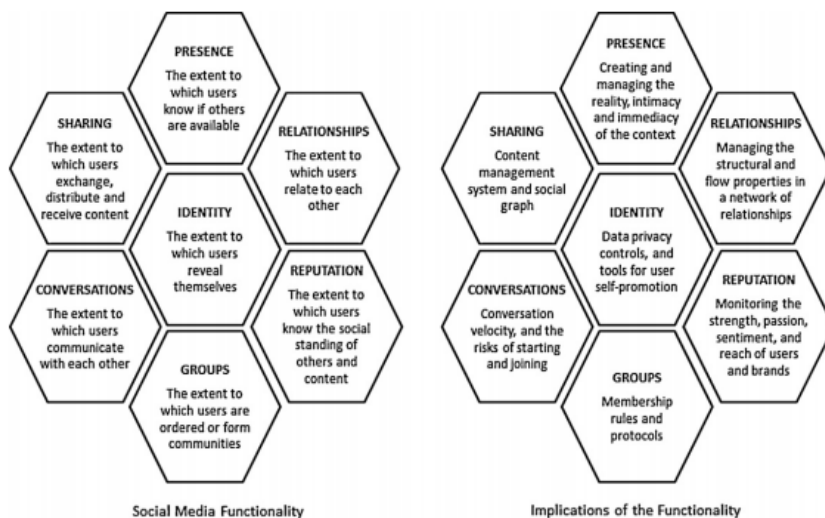 PRESENCE
The extent to
which users
know if others
are available
SHARING
The extent to
which users
exchange,
distribute and
receive content
RELATIONSHIPS
The extent to
which users
relate to each
other
IDENTITY
The extent to
which users
reveal
themselves
CONVERSATIONS
The extent to
which users
communicate
with each other
REPUTATION
The extent to
which users
know the social
standing of
others and
content
GROUPS
The extent to
which users are
ordered or form
communities
Social Media Functionality
PRESENCE
Creating and
managing the
reality, intimacy
and immediacy
of the context
SHARING
Content
management
system and social
graph
RELATIONSHIPS
Managing the
structural and
flow properties in
a network of
relationships
IDENTITY
Data privacy
controls, and
tools for user
self-promotion
CONVERSATIONS
Conversation
velocity, and the
risks of starting
and joining
REPUTATION
Monitoring the
strength, passion,
sentiment, and
reach of users
and brands
GROUPS
Membership
rules and
protocols
Implications of the Functionality